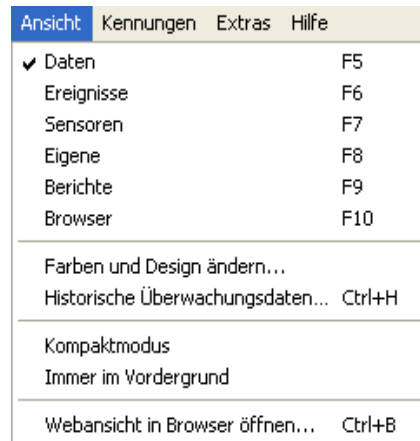 Ansicht Kennungen Extras Hilfe
Daten F5
Ereignisse F6
Sensoren F7
Eigene F8
Berichte F9
Browser F10
Farben und Design ändern...
Historische Überwachungsdaten... Ctrl+H
Kompaktmodus
Immer im Vordergrund
Webansicht in Browser öffnen... Ctrl+B